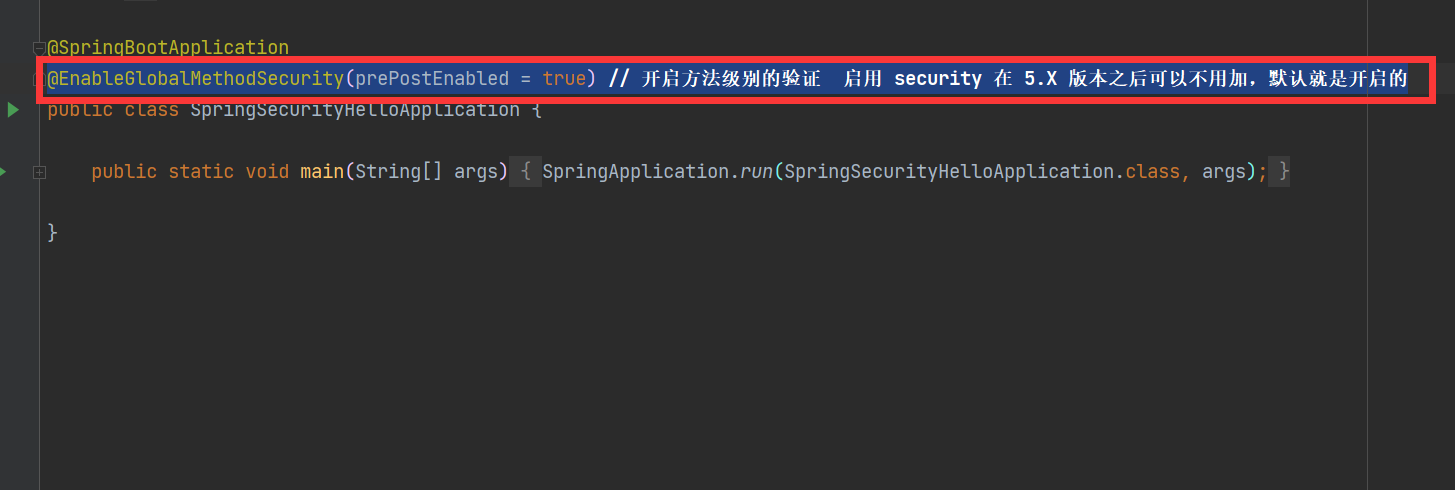 @SpringBootApplication
@EnableGlobalMethodSecurity(prePostEnabled = true) // 开启方法级别的验证  启用 security 在 5.X 版本之后可以不用加，默认就是开启的
public class SpringSecurityHelloApplication {
public static void main(String[] args) { SpringApplication.run(SpringSecurityHelloApplication.class, args); }
}